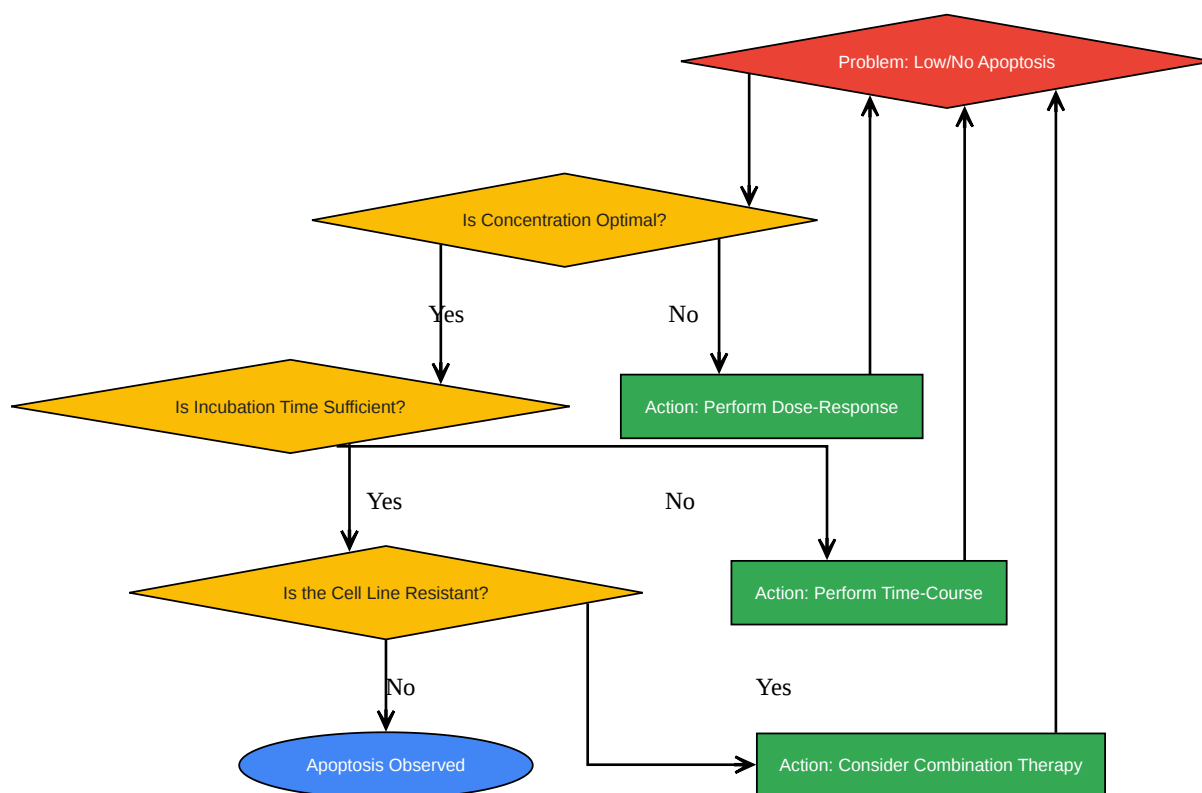 Problem: Low/No Apoptosis
Is Concentration Optimal?
Yes
No
Is Incubation Time Sufficient?
Action: Perform Dose-Response
Yes
No
Is the Cell Line Resistant?
Action: Perform Time-Course
No
Yes
Apoptosis Observed
Action: Consider Combination Therapy